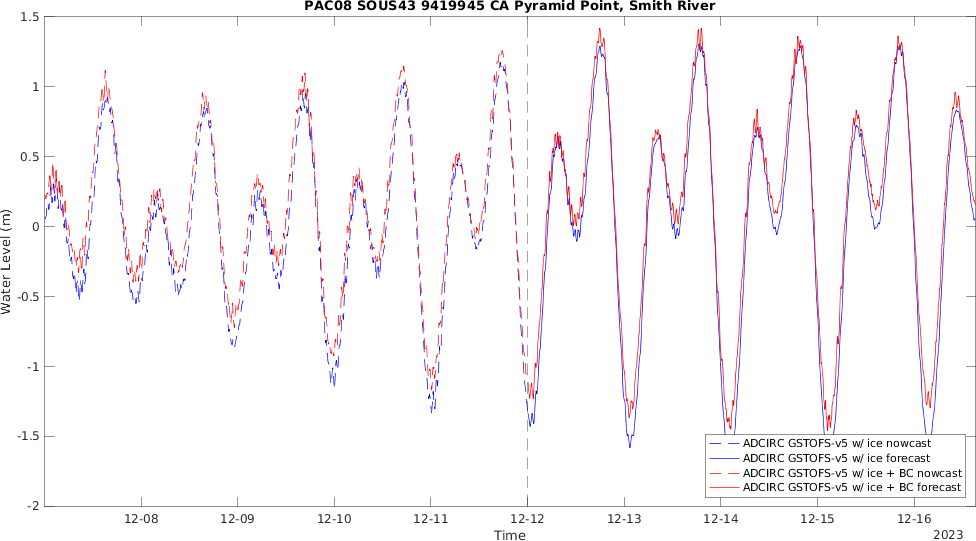 PAC08 SOUS43 9419945 CA Pyramid Point, Smith River
1.5
1
0.5
0
-0.5
-1
-1.5
-2
Water Level (m)
ADCIRC GSTOFS-v5 w/ ice nowcast
ADCIRC GSTOFS-v5 w/ ice forecast
ADCIRC GSTOFS-v5 w/ ice + BC nowcast
ADCIRC GSTOFS-v5 w/ ice + BC forecast
12-08 12-09 12-10 12-11 12-12 12-13 12-14 12-15 12-16
Time
2023